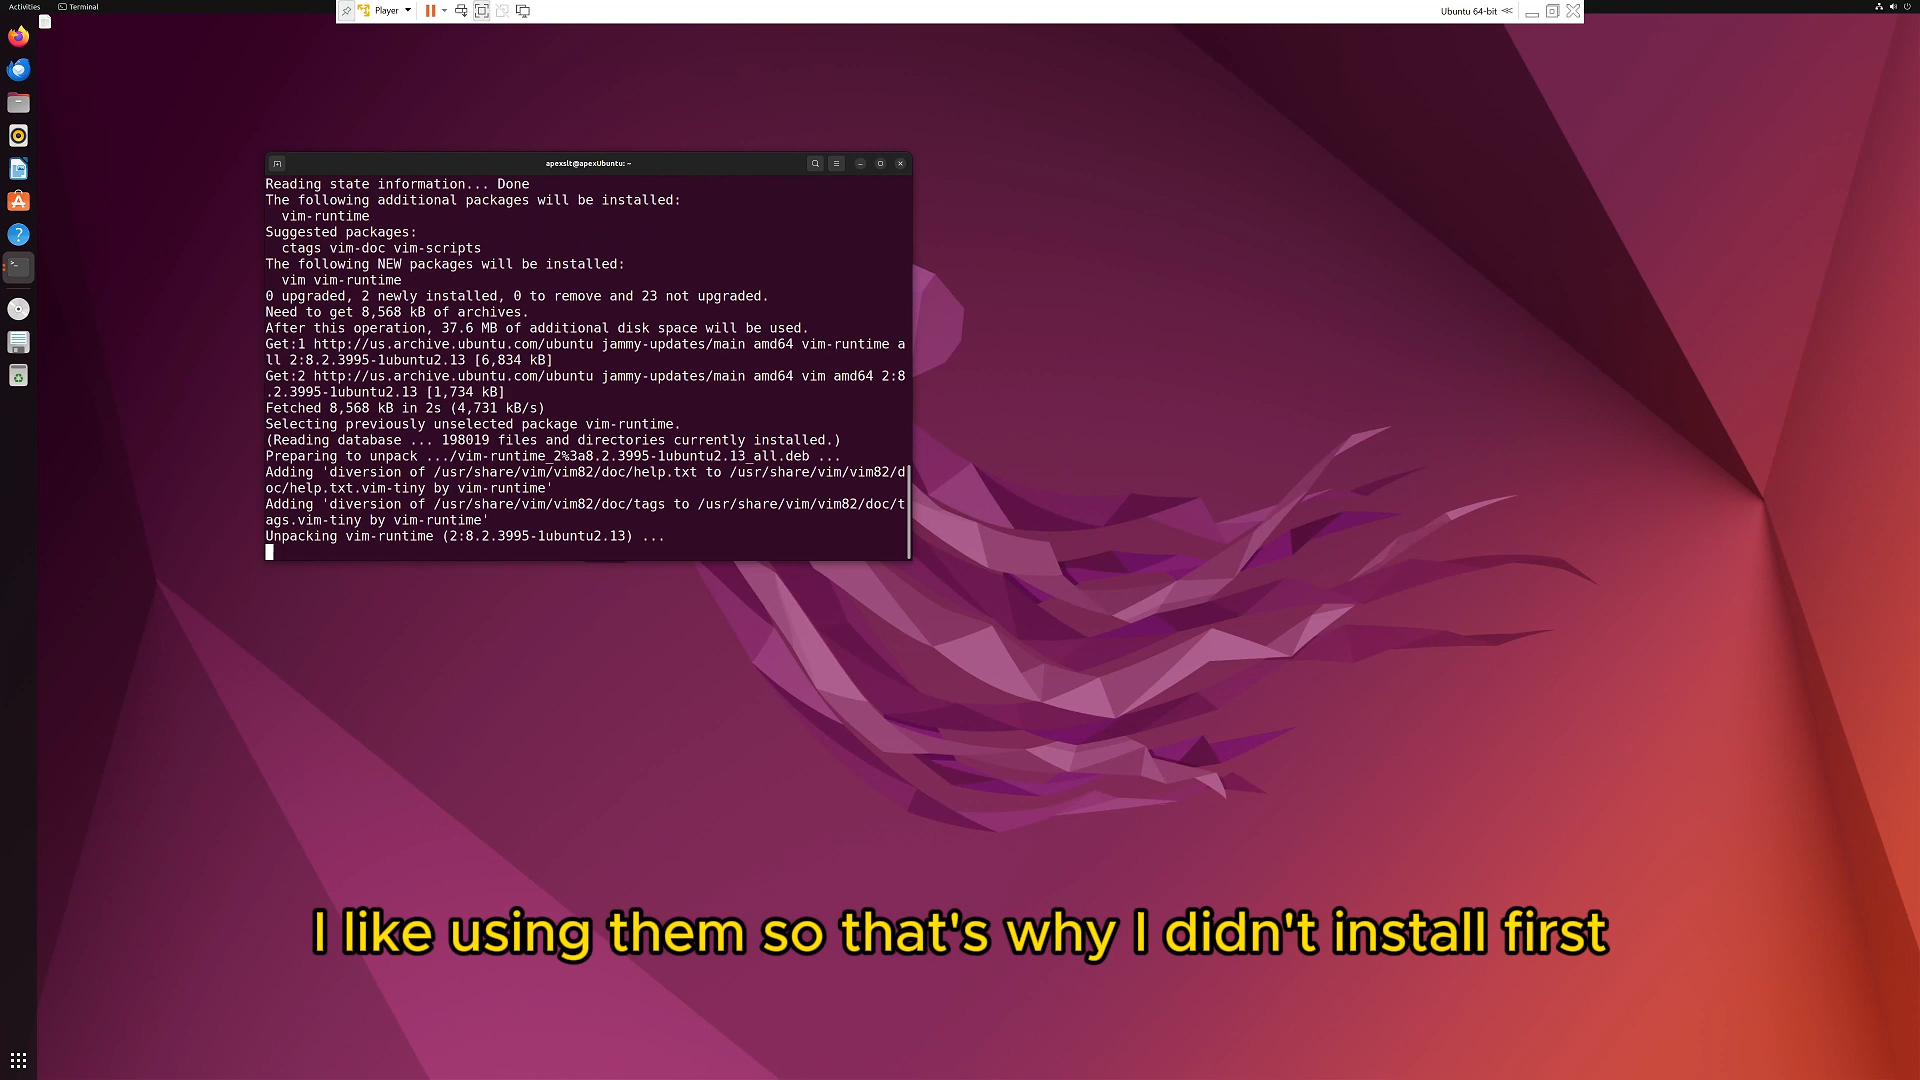 Activities
Terminal
Player
Ubuntu 64-bit
apexslt@apexUbuntu: ~
Reading state information... Done
The following additional packages will be installed:
  vim-runtime
Suggested packages:
  ctags vim-doc vim-scripts
The following NEW packages will be installed:
  vim vim-runtime
0 upgraded, 2 newly installed, 0 to remove and 23 not upgraded.
Need to get 8,568 kB of archives.
After this operation, 37.6 MB of additional disk space will be used.
Get:1 http://us.archive.ubuntu.com/ubuntu jammy-updates/main amd64 vim-runtime a
ll 2:8.2.3995-1ubuntu2.13 [6,834 kB]
Get:2 http://us.archive.ubuntu.com/ubuntu jammy-updates/main amd64 vim amd64 2:8
.2.3995-1ubuntu2.13 [1,734 kB]
Fetched 8,568 kB in 2s (4,731 kB/s)
Selecting previously unselected package vim-runtime.
(Reading database ... 198019 files and directories currently installed.)
Preparing to unpack .../vim-runtime_2%3a8.2.3995-1ubuntu2.13_all.deb ...
Adding 'diversion of /usr/share/vim/vim82/doc/help.txt to /usr/share/vim/vim82/d
oc/help.txt.vim-tiny by vim-runtime'
Adding 'diversion of /usr/share/vim/vim82/doc/tags to /usr/share/vim/vim82/doc/t
ags.vim-tiny by vim-runtime'
Unpacking vim-runtime (2:8.2.3995-1ubuntu2.13) ...
I like using them so that's why I didn't install first